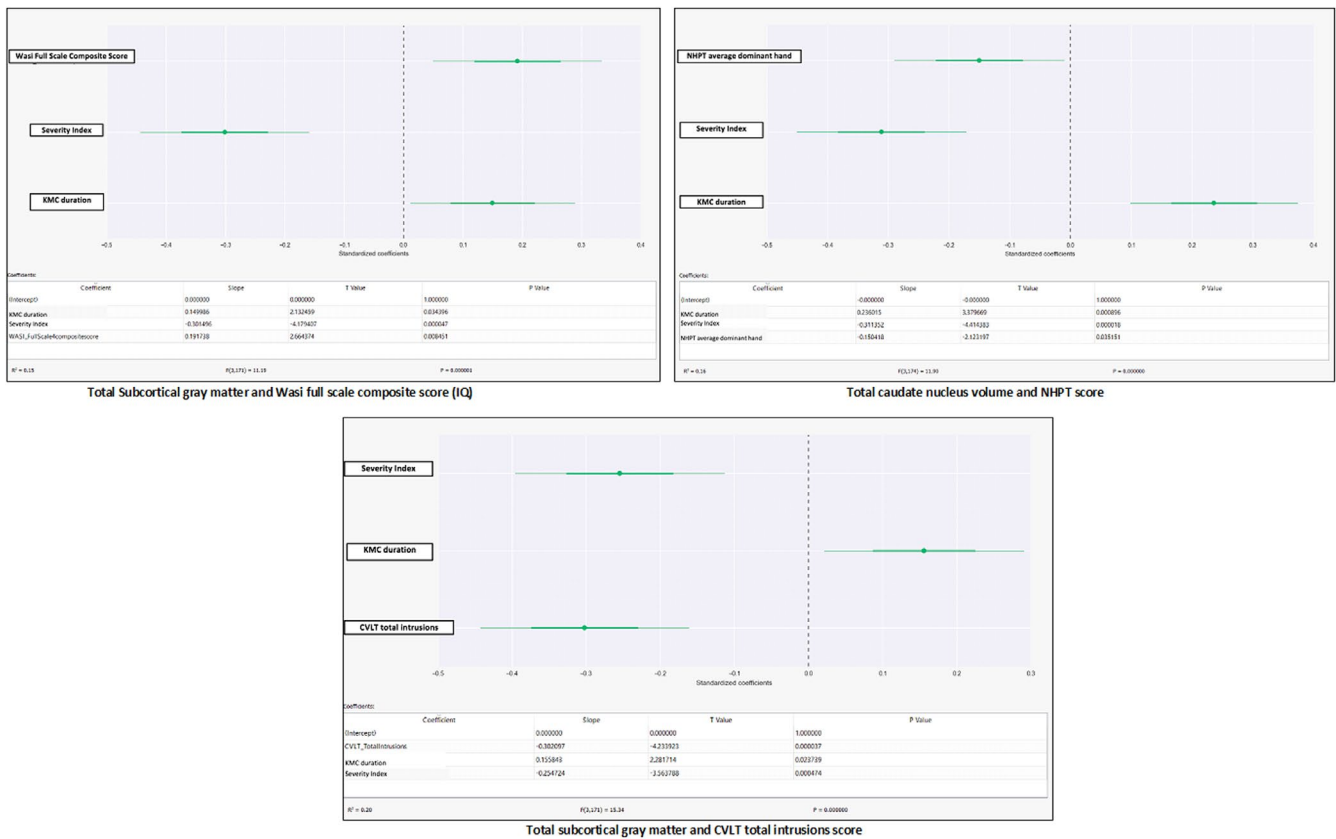 Wasi Full Scale Composite Score
Severity Index
KMC duration
−0.5 −0.4 −0.3 −0.2 −0.1 0.0 0.1 0.2 0.3 0.4
Standardized coefficients
Coefficients:
Coefficient Slope T Value P Value
(Intercept) 0.000000 0.000000 1.000000
KMC duration 0.149986 2.132459 0.034396
Severity Index -0.301496 -4.179407 0.000047
WASI_FullScale4compositescore 0.191738 2.664374 0.008451
R² = 0.15 F(3,171) = 11.18 P = 0.000001
Total Subcortical gray matter and Wasi full scale composite score (IQ)
NHPT average dominant hand
Severity Index
KMC duration
−0.5 −0.4 −0.3 −0.2 −0.1 0.0 0.1 0.2 0.3 0.4
Standardized coefficients
Coefficients:
Coefficient Slope T Value P Value
(Intercept) -0.000000 -0.000000 1.000000
KMC duration 0.236015 3.379669 0.000896
Severity Index -0.311352 -4.414383 0.000018
NHPT average dominant hand -0.150418 -2.123197 0.035151
R² = 0.16 F(3,174) = 11.90 P = 0.000000
Total caudate nucleus volume and NHPT score
Severity Index
KMC duration
CVLT total intrusions
−0.5 −0.4 −0.3 −0.2 −0.1 0.0 0.1 0.2 0.3
Standardized coefficients
Coefficients:
Coefficient Slope T Value P Value
(Intercept) 0.000000 0.000000 1.000000
CVLT_TotalIntrusions -0.302097 -4.233923 0.000037
KMC duration 0.155843 2.281714 0.023739
Severity Index -0.254724 -3.563788 0.000474
R² = 0.20 F(3,171) = 15.34 P = 0.000000
Total subcortical gray matter and CVLT total intrusions score